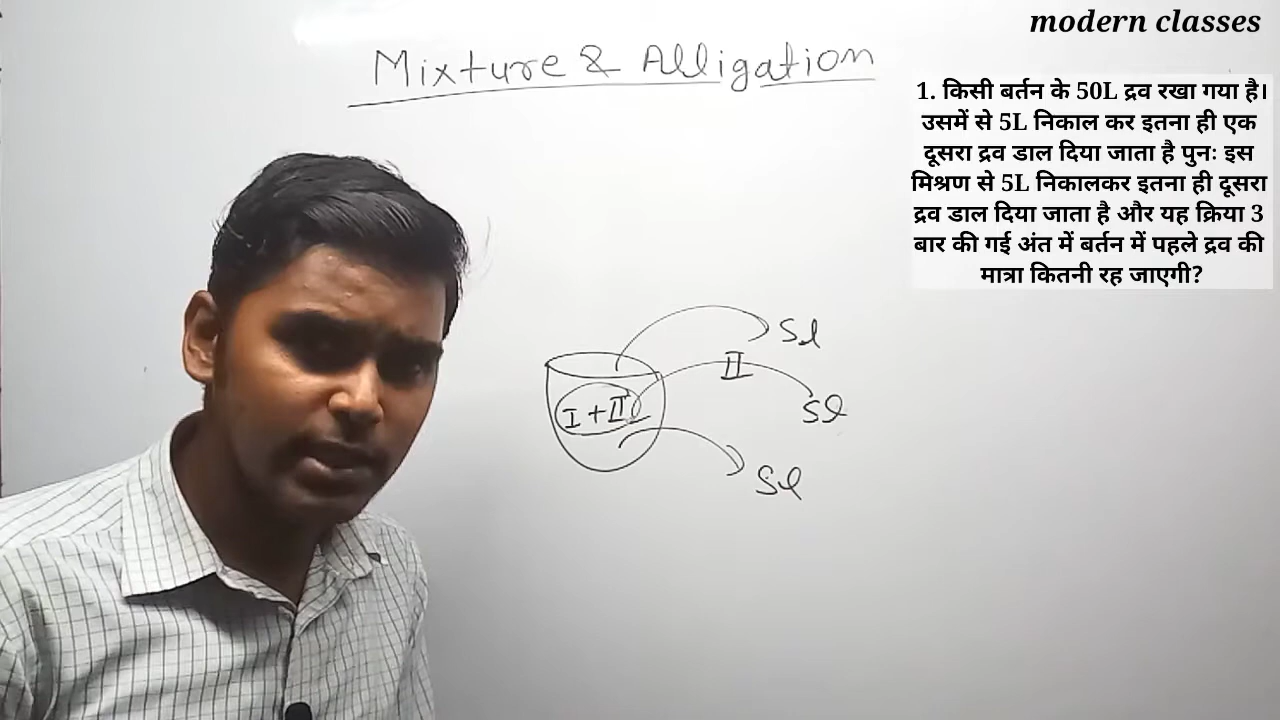 modern classes
Mixture & Alligation
1. किसी बर्तन के 50L द्रव रखा गया है।
उसमें से 5L निकाल कर इतना ही एक
दूसरा द्रव डाल दिया जाता है पुनः इस
मिश्रण से 5L निकालकर इतना ही दूसरा
द्रव डाल दिया जाता है और यह क्रिया 3
बार की गई अंत में बर्तन में पहले द्रव की
मात्रा कितनी रह जाएगी?
5l
II
I + II
5l
5l